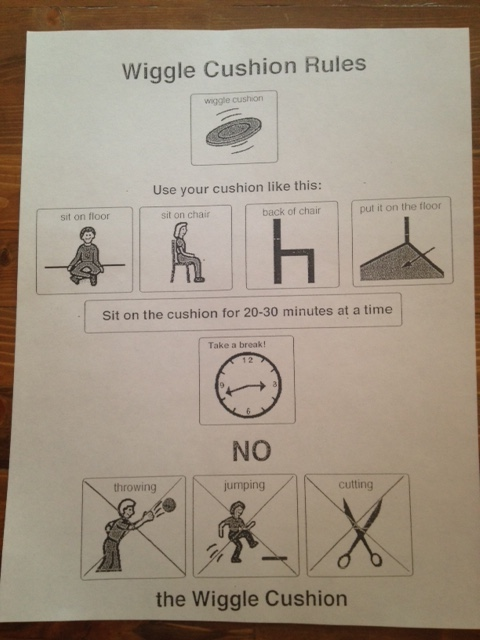 Wiggle Cushion Rules
wiggle cushion
Use your cushion like this:
sit on floor
sit on chair
back of chair
put it on the floor
Sit on the cushion for 20-30 minutes at a time
Take a break!
12
9 3
6
NO
throwing
jumping
cutting
the Wiggle Cushion